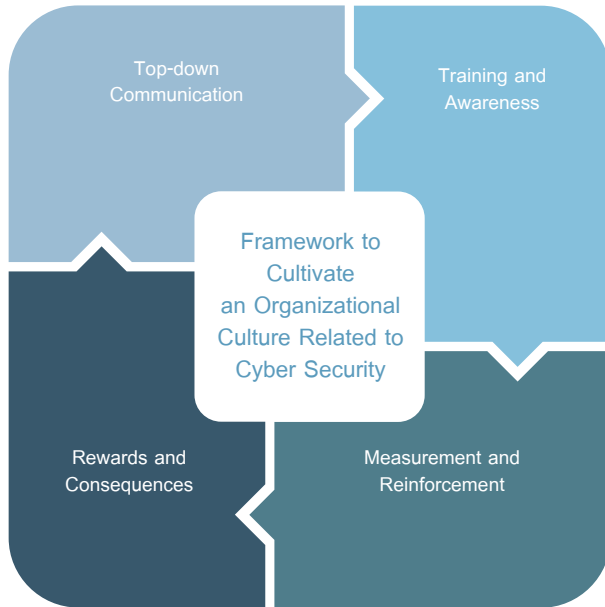 Top-down
Communication
Training and
Awareness
Framework to
Cultivate
an Organizational
Culture Related to
Cyber Security
Rewards and
Consequences
Measurement and
Reinforcement